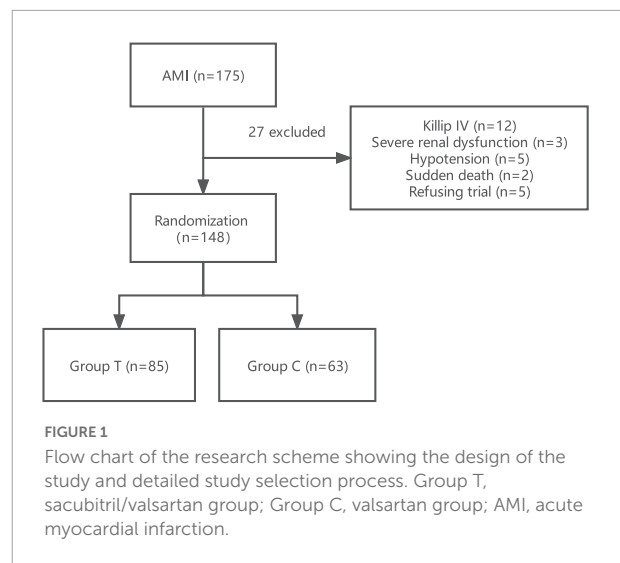 AMI (n=175)
27 excluded
Killip IV (n=12)
Severe renal dysfunction (n=3)
Hypotension (n=5)
Sudden death (n=2)
Refusing trial (n=5)
Randomization
(n=148)
Group T (n=85)
Group C (n=63)
FIGURE 1
Flow chart of the research scheme showing the design of the
study and detailed study selection process. Group T,
sacubitril/valsartan group; Group C, valsartan group; AMI, acute
myocardial infarction.